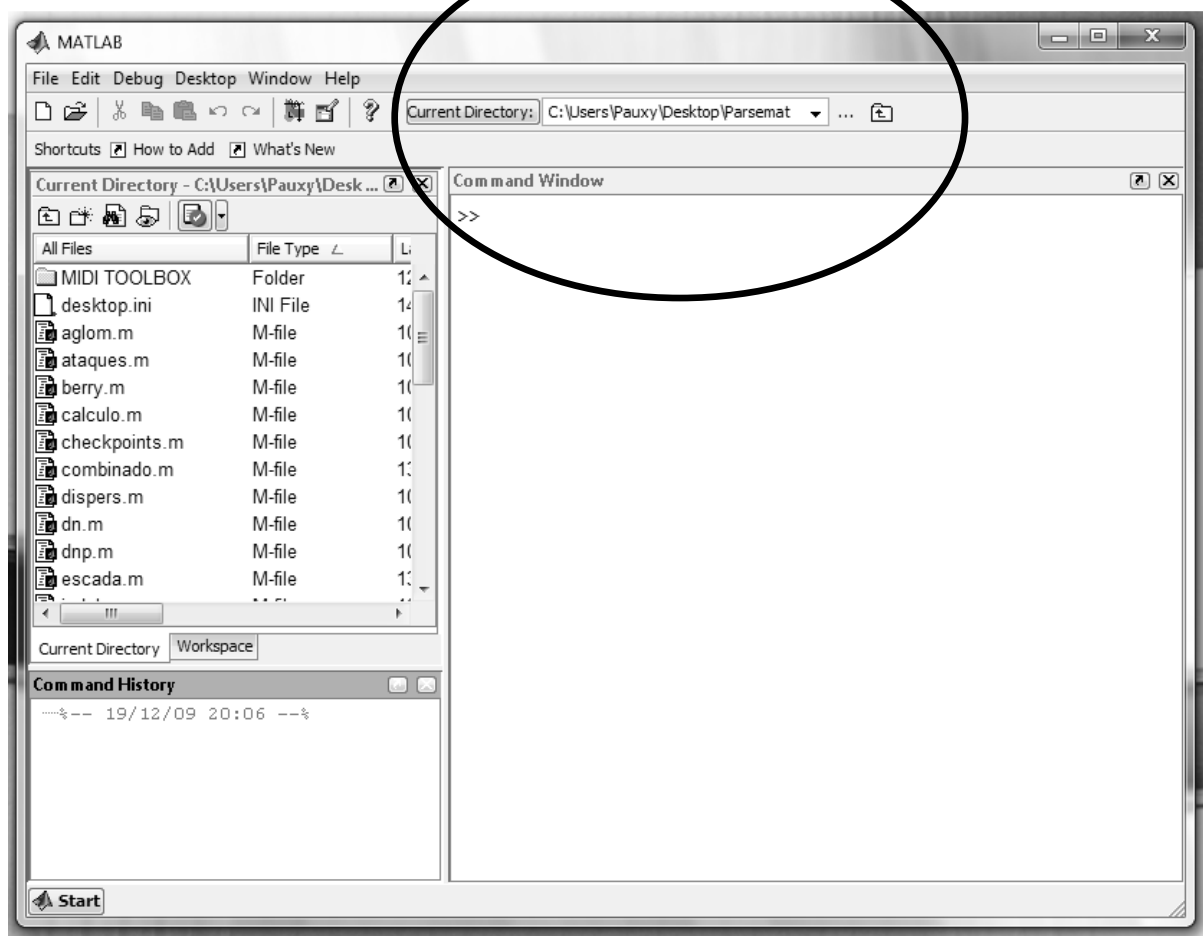 MATLAB
File Edit Debug Desktop Window Help
Current Directory: C:\Users\Pauxy\Desktop\Parsemat ...
Shortcuts How to Add What's New
Current Directory - C:\Users\Pauxy\Desk ...
All Files File Type
MIDI TOOLBOX Folder
desktop.ini INI File
aglom.m M-file
ataques.m M-file
berry.m M-file
calculo.m M-file
checkpoints.m M-file
combinado.m M-file
dispers.m M-file
dn.m M-file
dnp.m M-file
escada.m M-file
Current Directory Workspace
Command History
%-- 19/12/09 20:06 --%
Command Window
>>
Start